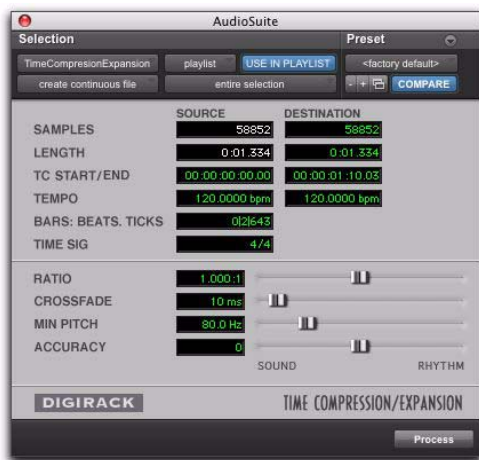 AudioSuite
Selection Preset
TimeCompresionExpansion playlist USE IN PLAYLIST <factory default>
create continuous file entire selection - + COMPARE
SOURCE DESTINATION
SAMPLES 58852 58852
LENGTH 0:01.334 0:01.334
TC START/END 00:00:00:00.00 00:00:01:10.03
TEMPO 120.0000 bpm 120.0000 bpm
BARS: BEATS. TICKS 0|2|643
TIME SIG 4/4
RATIO 1.000:1
CROSSFADE 10 ms
MIN PITCH 80.0 Hz
ACCURACY 0
SOUND RHYTHM
DIGIRACK TIME COMPRESSION/EXPANSION
Process